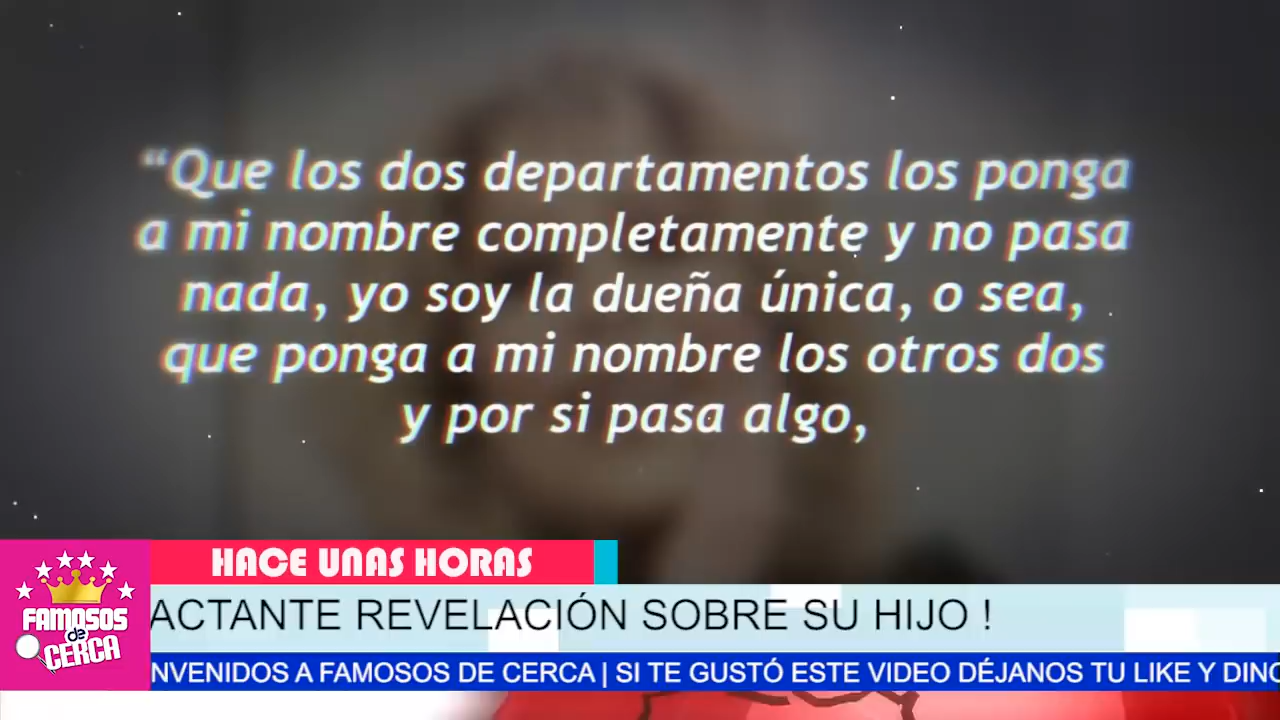 “Que los dos departamentos los ponga
a mi nombre completamente y no pasa
nada, yo soy la dueña única, o sea,
que ponga a mi nombre los otros dos
y por si pasa algo,
HACE UNAS HORAS
ACTANTE REVELACIÓN SOBRE SU HIJO !
FAMOSOS
de
CERCA
NVENIDOS A FAMOSOS DE CERCA | SI TE GUSTÓ ESTE VIDEO DÉJANOS TU LIKE Y DINO